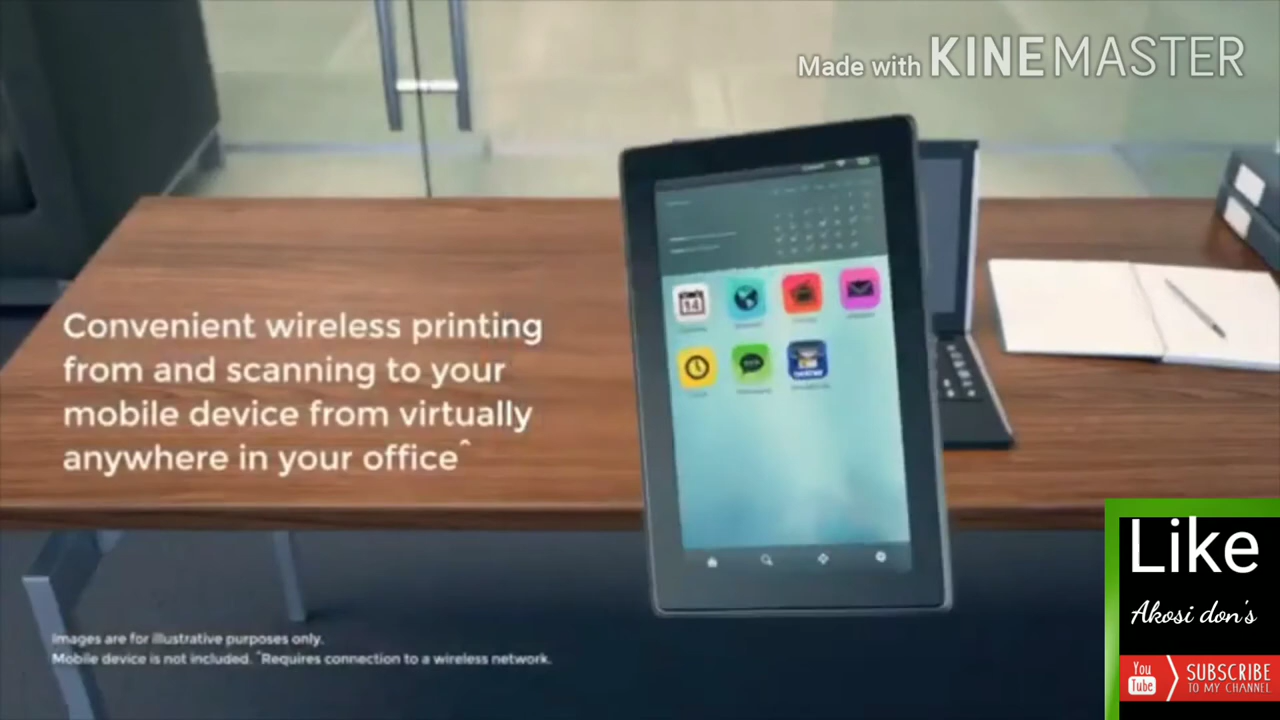 Made with KINEMASTER
14
Convenient wireless printing
from and scanning to your
mobile device from virtually
anywhere in your office^
Images are for illustrative purposes only.
Mobile device is not included. ^Requires connection to a wireless network.
Like
Akosi don's
You
Tube
SUBSCRIBE
TO MY CHANNEL